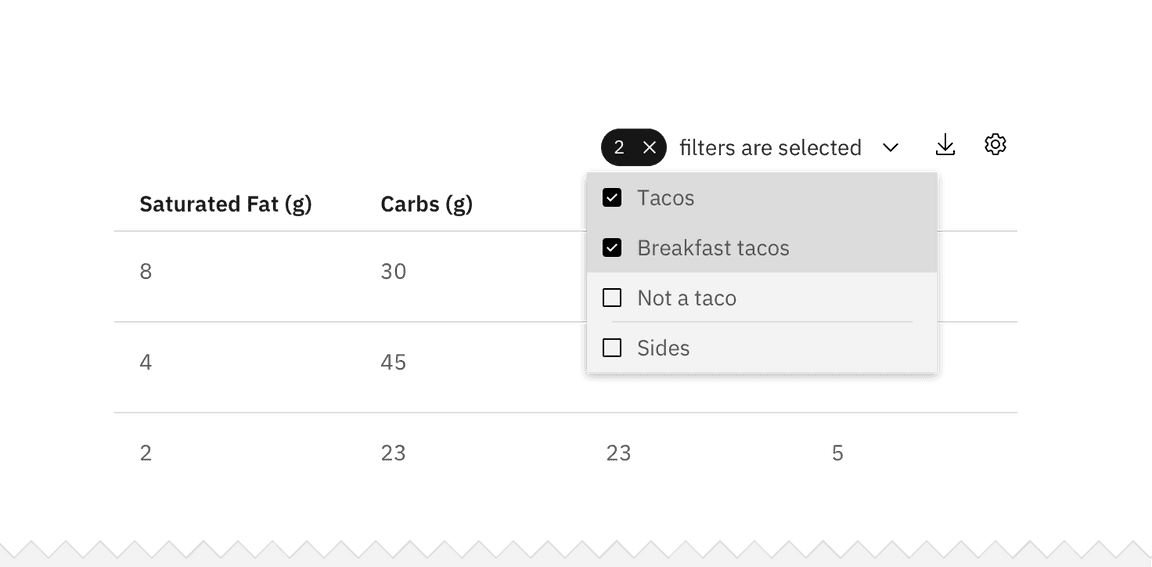 2 filters are selected
Saturated Fat (g) Carbs (g)
Tacos
Breakfast tacos
8 30
Not a taco
Sides
4 45
2 23 23 5